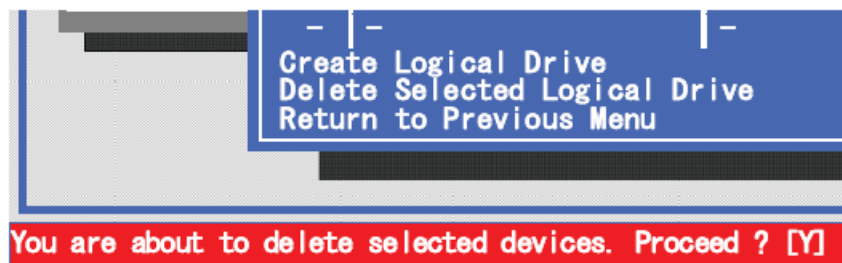 Create Logical Drive
Delete Selected Logical Drive
Return to Previous Menu
You are about to delete selected devices. Proceed ? [Y]